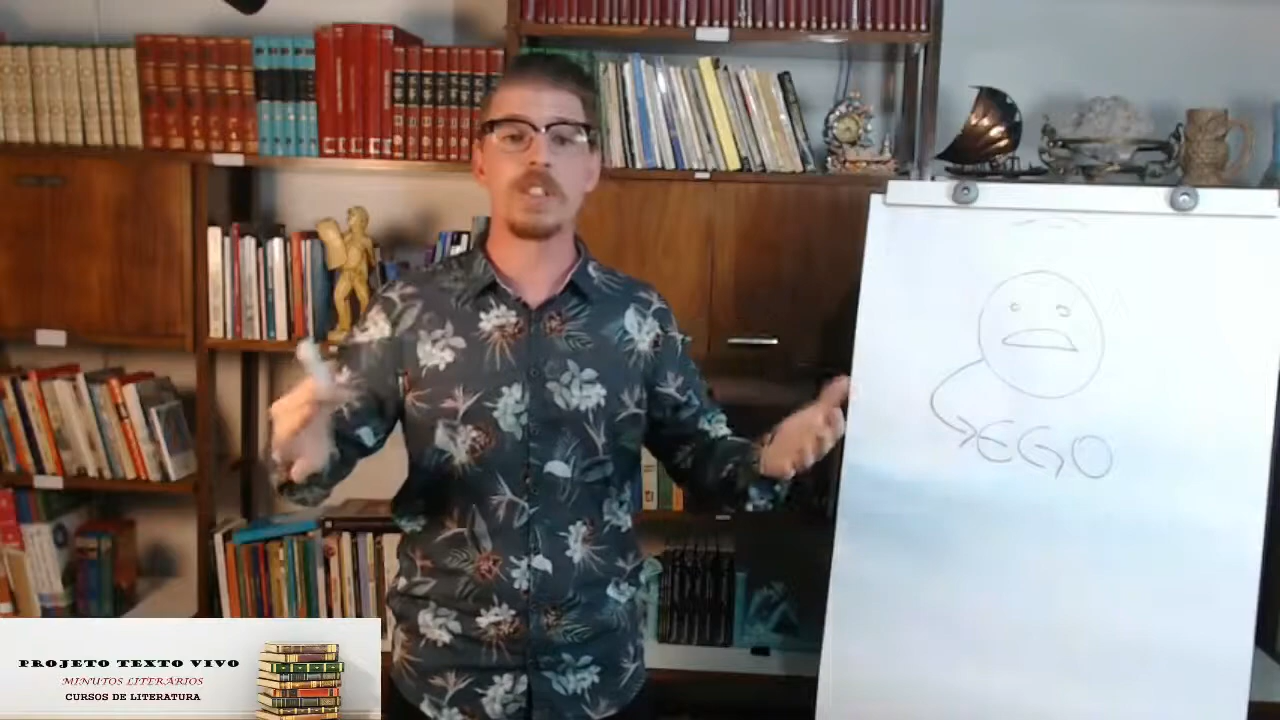 EGO
PROJETO TEXTO VIVO
MINUTOS LITERÁRIOS
CURSOS DE LITERATURA